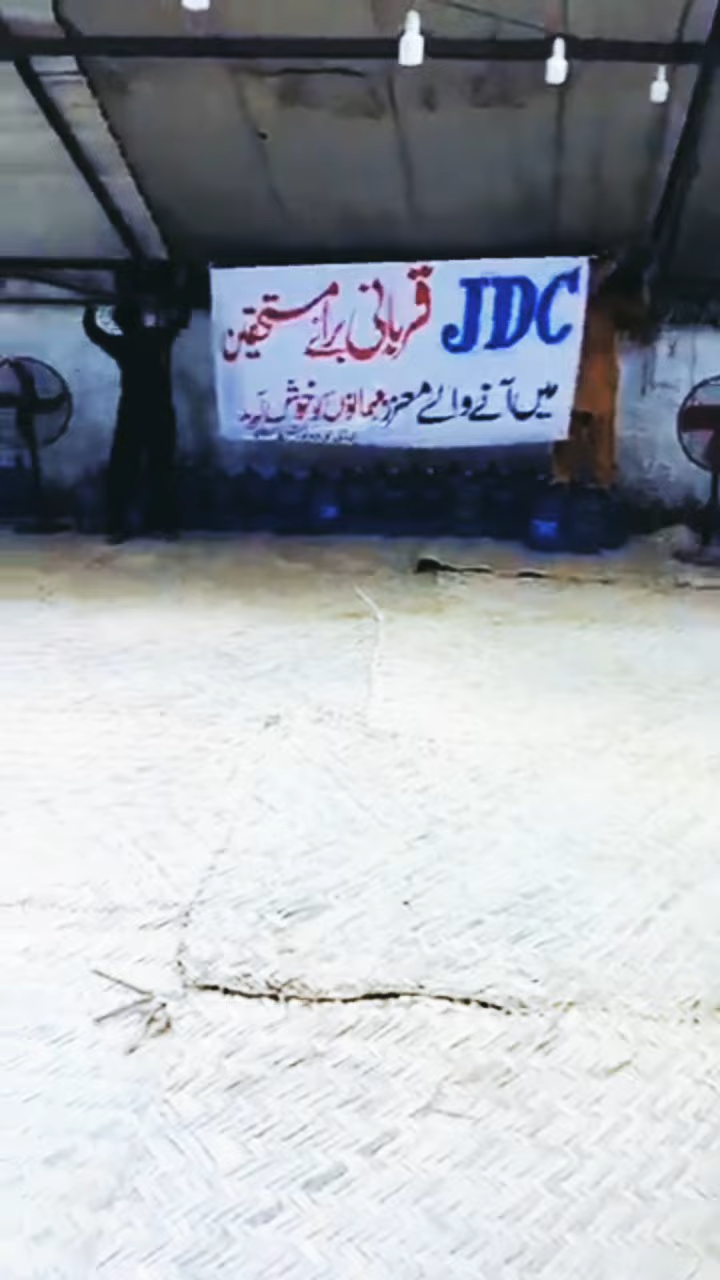 JDC قربانی برائے مستحقین
میں آنے والے معزز مہمانوں کو خوش آمدید